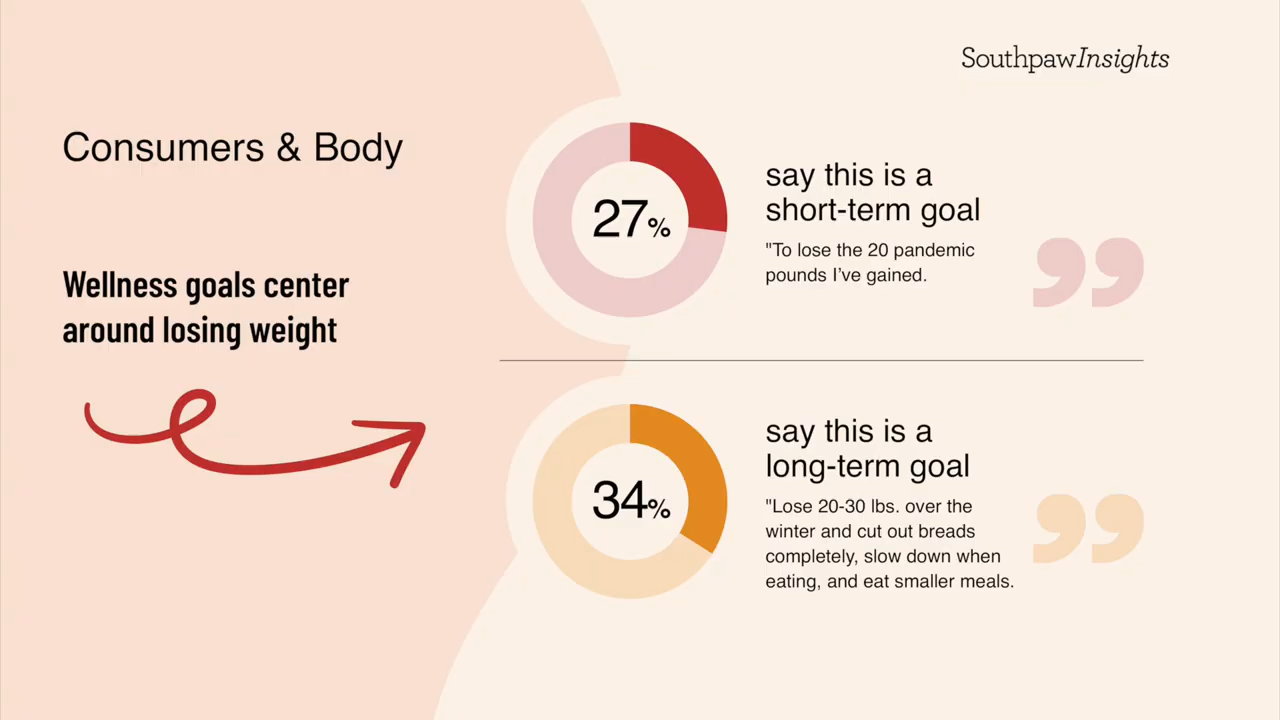 SouthpawInsights
Consumers & Body
Wellness goals center
around losing weight
27%
say this is a
short-term goal
"To lose the 20 pandemic
pounds I’ve gained.
34%
say this is a
long-term goal
"Lose 20-30 lbs. over the
winter and cut out breads
completely, slow down when
eating, and eat smaller meals.